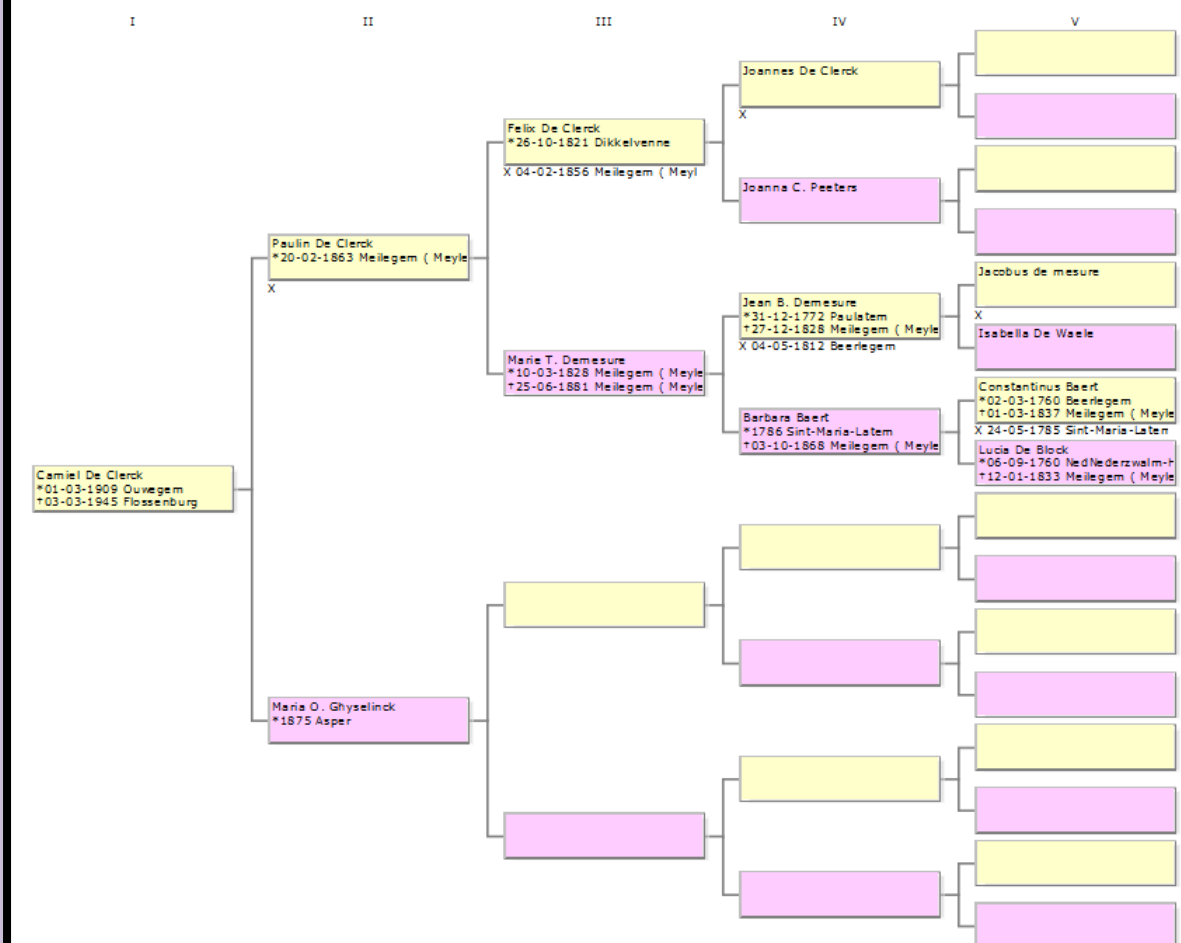 I II III IV V
Joannes De Clerck
X
Felix De Clerck
*26-10-1821 Dikkelvenne
X 04-02-1856 Meilegem ( Meyl
Joanna C. Peeters
Paulin De Clerck
*20-02-1863 Meilegem ( Meyle
X
Jacobus de mesure
X
Isabella De Waele
Jean B. Demesure
*31-12-1772 Paulatem
†27-12-1828 Meilegem ( Meyle
X 04-05-1812 Beerlegem
Marie T. Demesure
*10-03-1828 Meilegem ( Meyle
†25-06-1881 Meilegem ( Meyle
Constantinus Baert
*02-03-1760 Beerlegem
†01-03-1837 Meilegem ( Meyle
X 24-05-1785 Sint-Maria-Latem
Barbara Baert
*1786 Sint-Maria-Latem
†03-10-1868 Meilegem ( Meyle
Lucia De Block
*06-09-1760 NedNederzwalm-H
†12-01-1833 Meilegem ( Meyle
Camiel De Clerck
*01-03-1909 Ouwegem
†03-03-1945 Flossenburg
Maria O. Ghyselinck
*1875 Asper